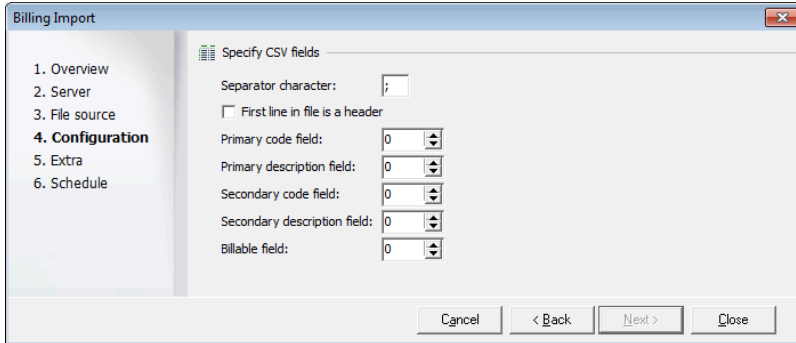 Billing Import
1. Overview
2. Server
3. File source
4. Configuration
5. Extra
6. Schedule
Specify CSV fields
Separator character: ;
First line in file is a header
Primary code field: 0
Primary description field: 0
Secondary code field: 0
Secondary description field: 0
Billable field: 0
Cancel < Back Next > Close